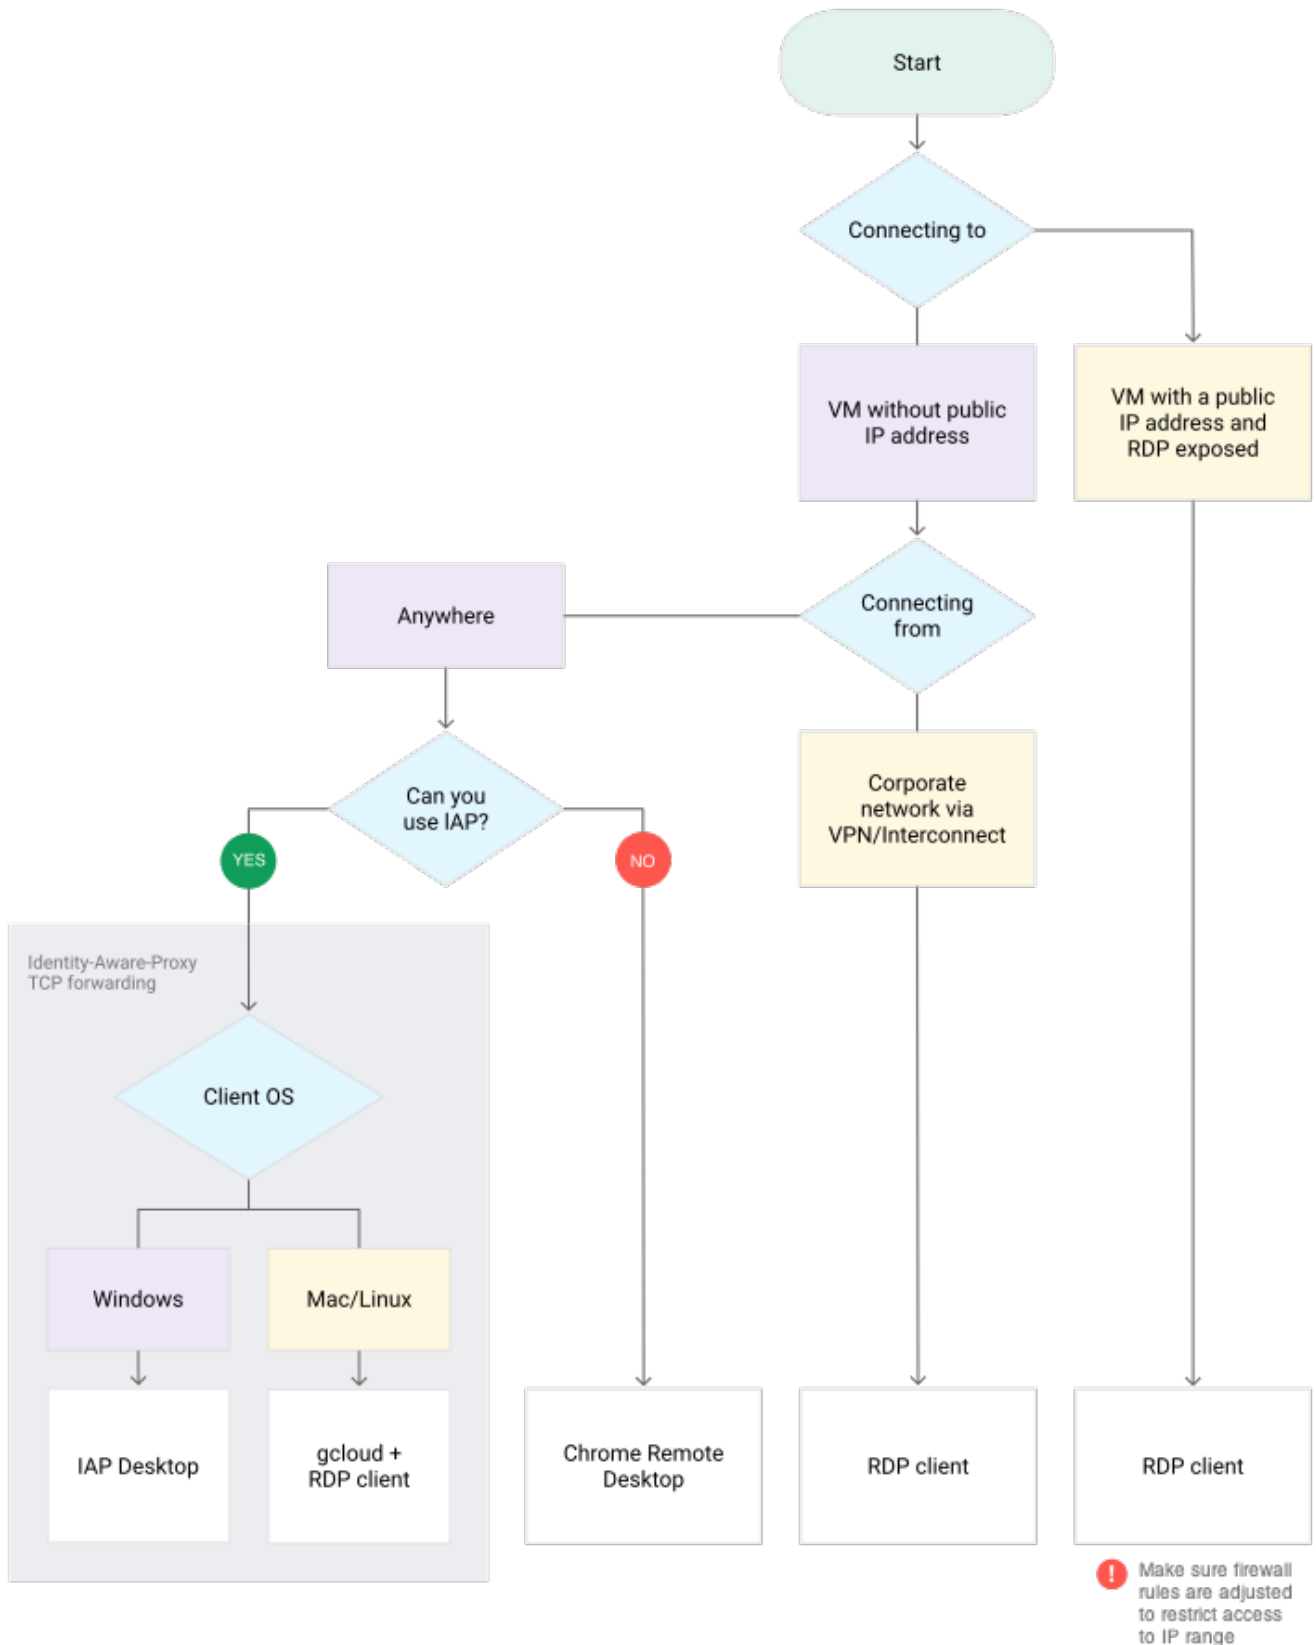 Start
Connecting to
VM without public
IP address
VM with a public
IP address and
RDP exposed
Anywhere
Connecting
from
Can you
use IAP?
Corporate
network via
VPN/Interconnect
YES
NO
Identity-Aware-Proxy
TCP forwarding
Client OS
Windows
Mac/Linux
IAP Desktop
gcloud +
RDP client
Chrome Remote
Desktop
RDP client
RDP client
!
Make sure firewall
rules are adjusted
to restrict access
to IP range